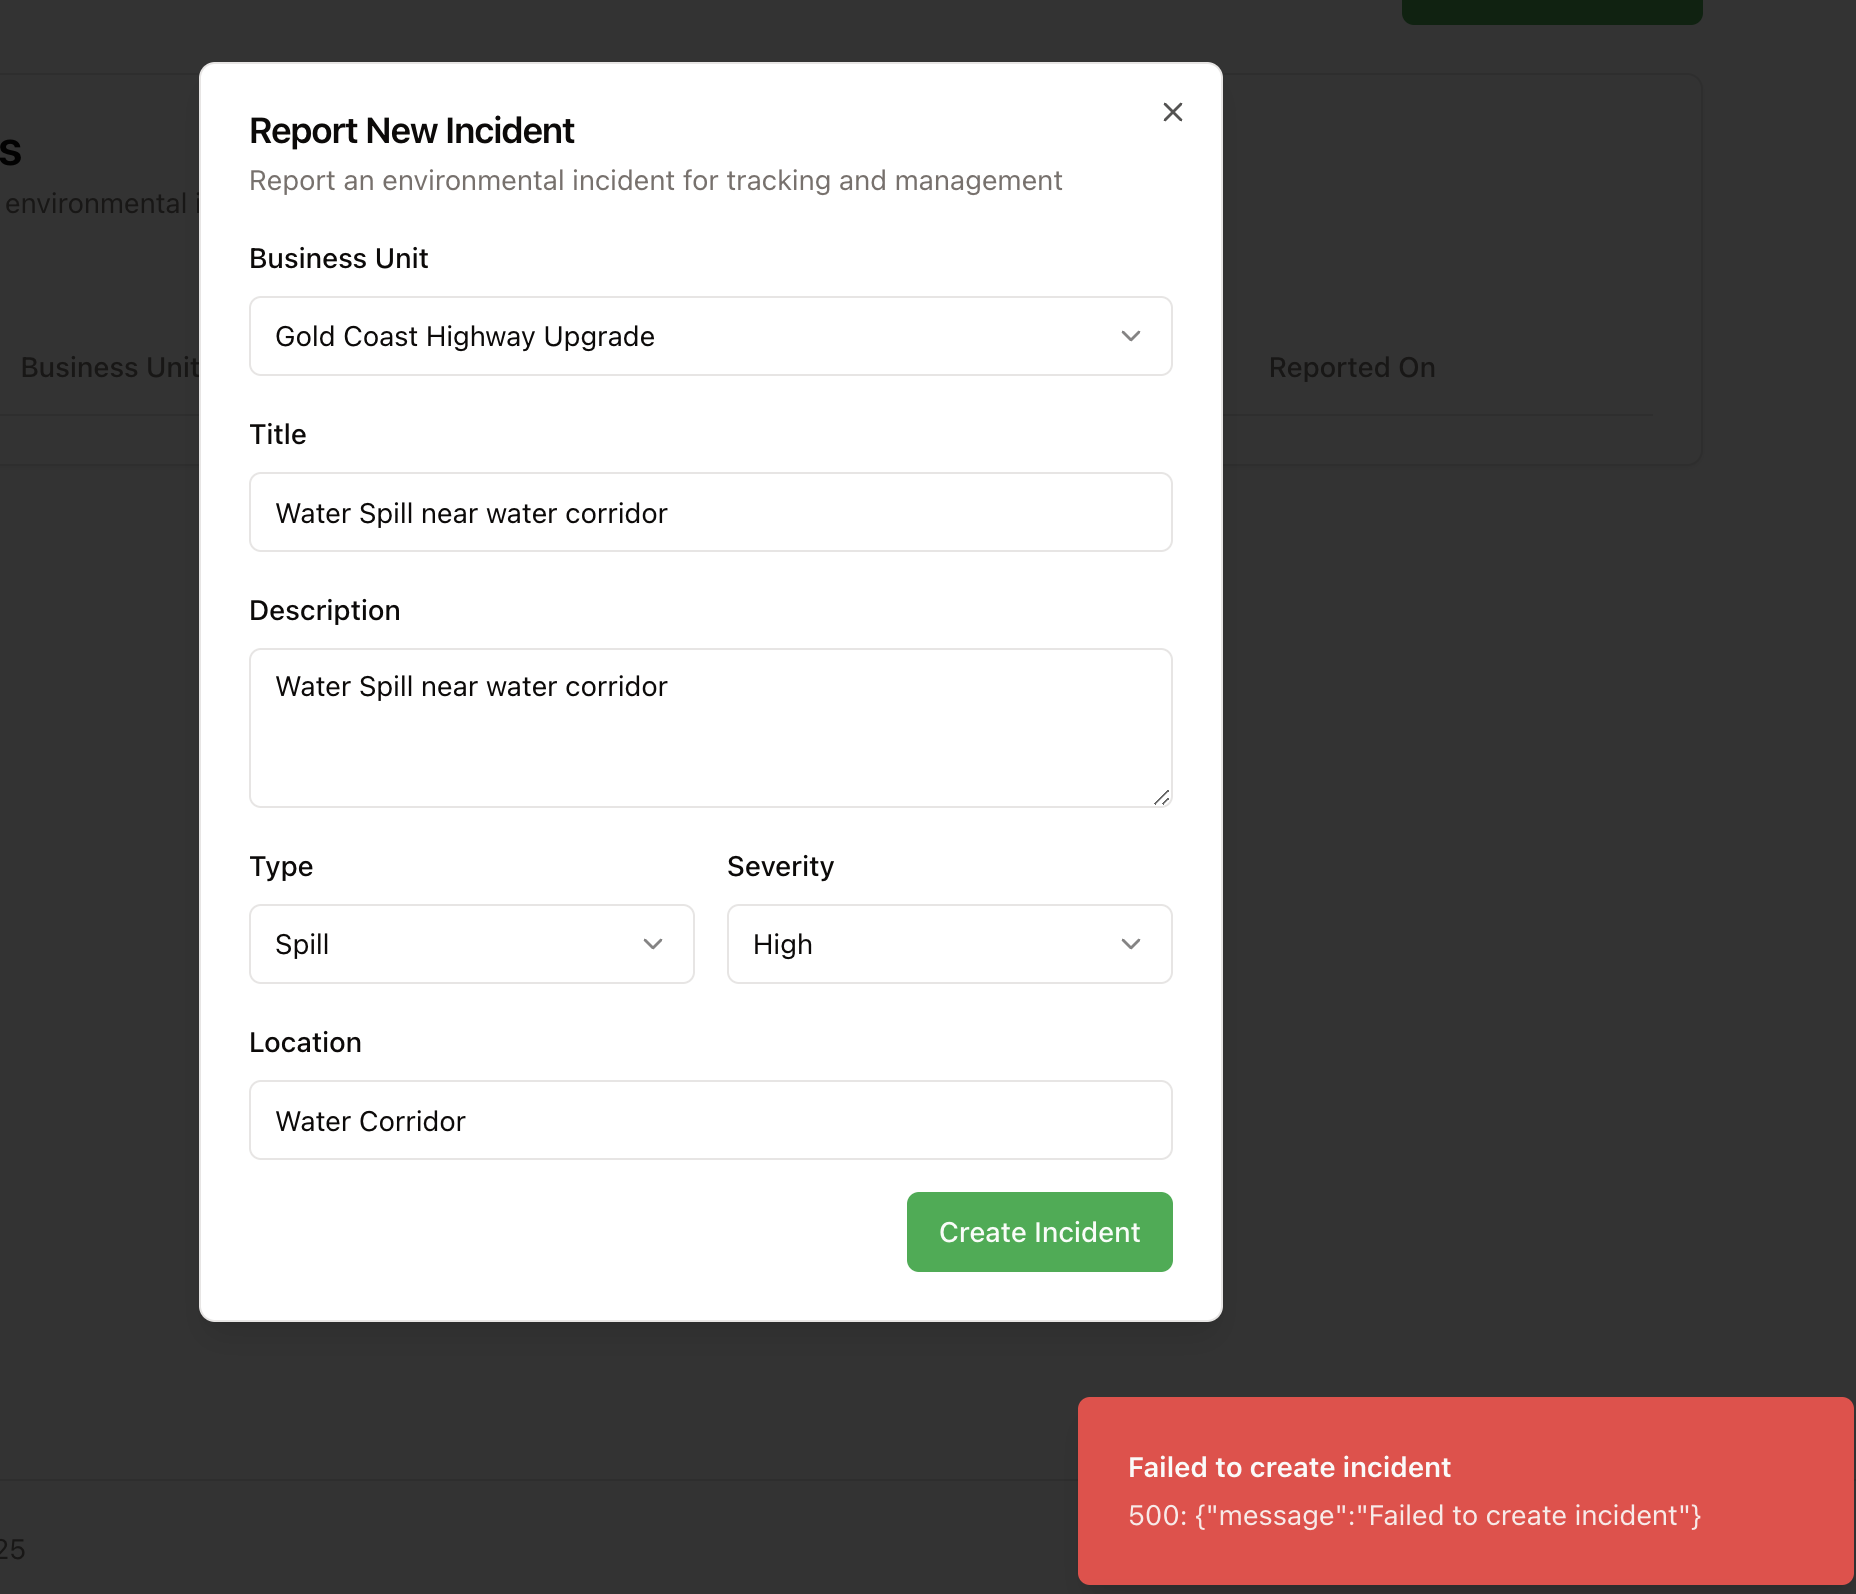 Report New Incident
Report an environmental incident for tracking and management
s
environmental i
Business Unit
Gold Coast Highway Upgrade
Business Unit
Reported On
Title
Water Spill near water corridor
Description
Water Spill near water corridor
Type
Severity
Spill
High
Location
Water Corridor
Create Incident
Failed to create incident
500: {"message":"Failed to create incident"}
25